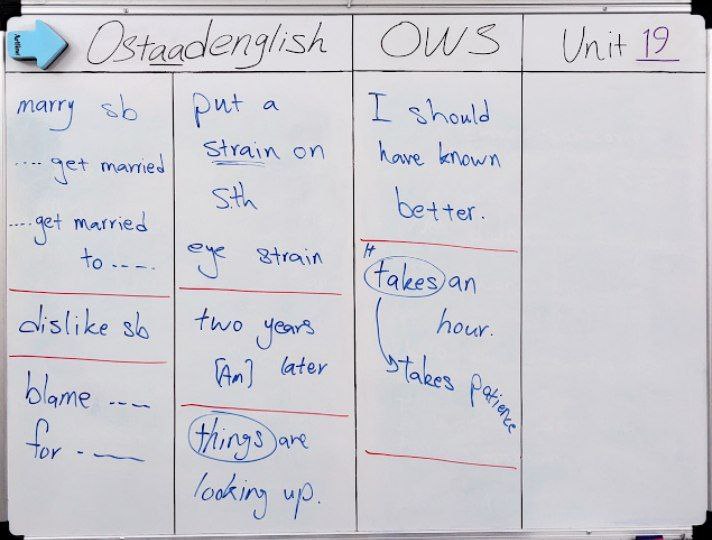 Artline
Ostaadenglish
OWS
Unit 19
marry sb
.... get married
.... get married
to ----.
dislike sb
blame ---
for - ---
put a
strain on
sth
eye strain
two years
[Am] later
things are
looking up.
I should
have known
better.
It
takes an
hour.
takes patience